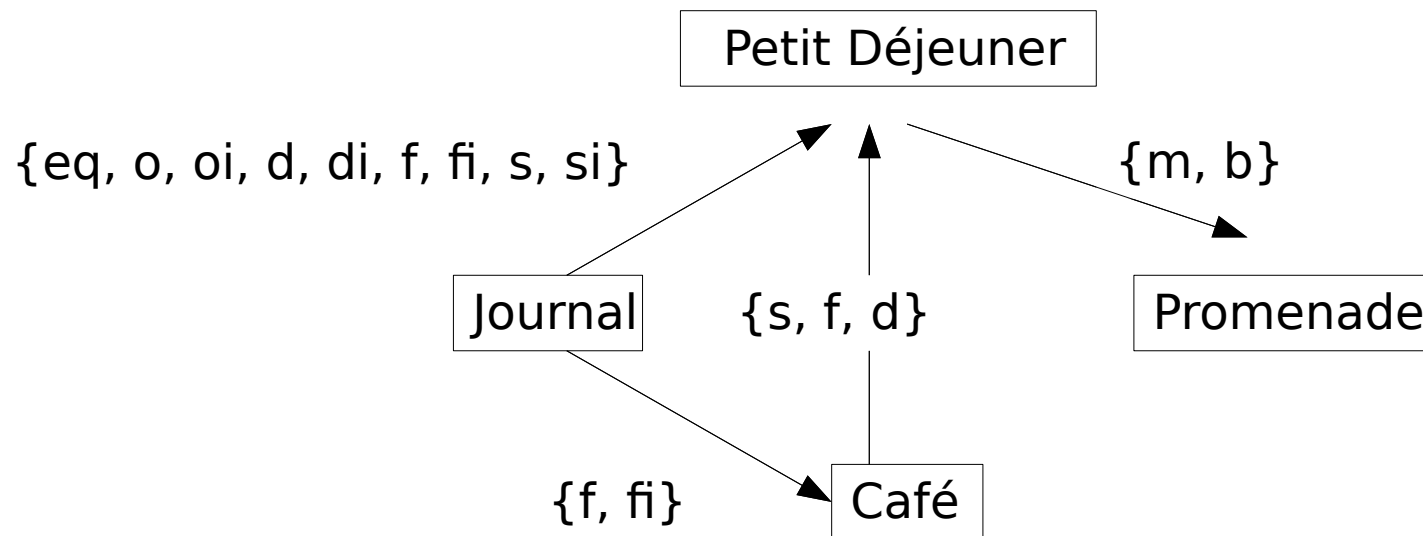 Petit Déjeuner
{eq, o, oi, d, di, f, fi, s, si}
{m, b}
Journal
{s, f, d}
Promenade
{f, fi}
Café